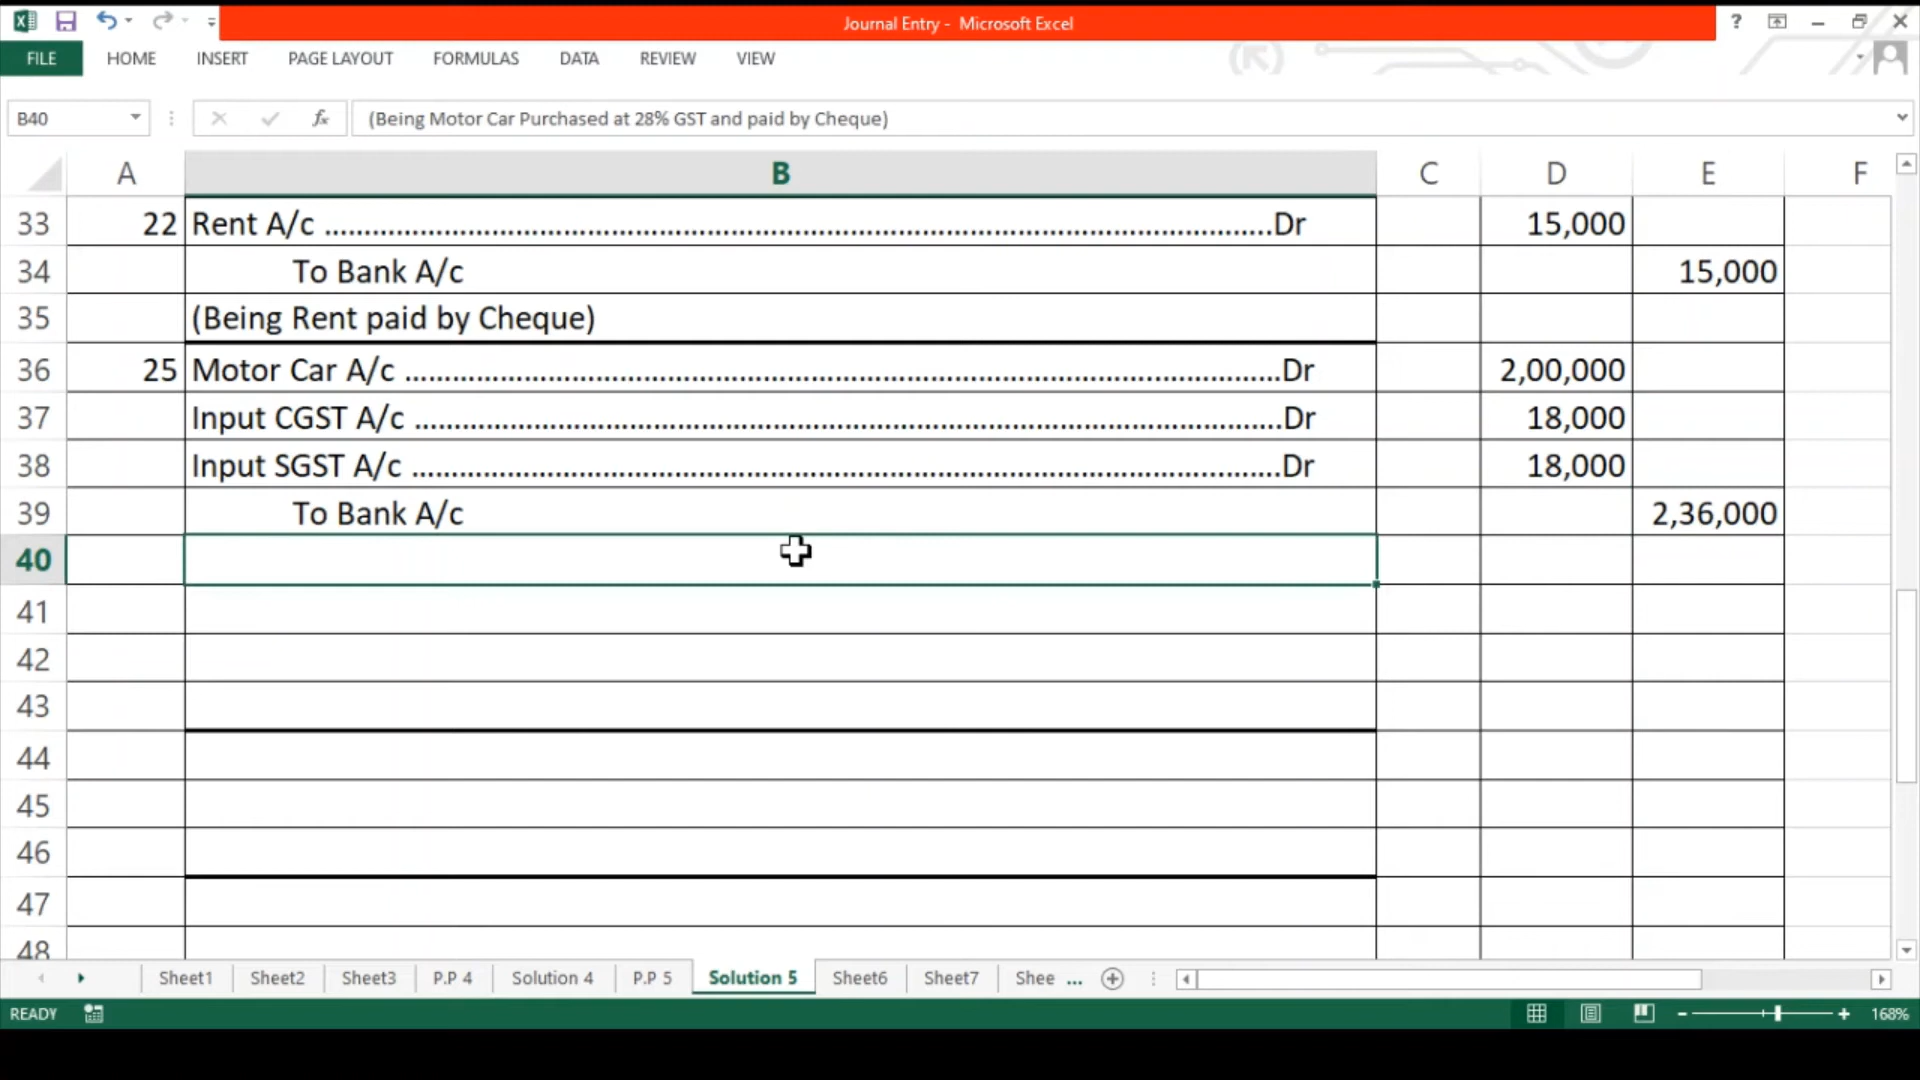 Journal Entry - Microsoft Excel
?
FILE HOME INSERT PAGE LAYOUT FORMULAS DATA REVIEW VIEW
B40 fx (Being Motor Car Purchased at 28% GST and paid by Cheque)
A B C D E F
33 22 Rent A/c ........................................................................................................................Dr 15,000
34 To Bank A/c 15,000
35 (Being Rent paid by Cheque)
36 25 Motor Car A/c ...............................................................................................................Dr 2,00,000
37 Input CGST A/c ..............................................................................................................Dr 18,000
38 Input SGST A/c ..............................................................................................................Dr 18,000
39 To Bank A/c 2,36,000
40
41
42
43
44
45
46
47
48
Sheet1 Sheet2 Sheet3 P.P 4 Solution 4 P.P 5 Solution 5 Sheet6 Sheet7 Shee ...
READY 168%